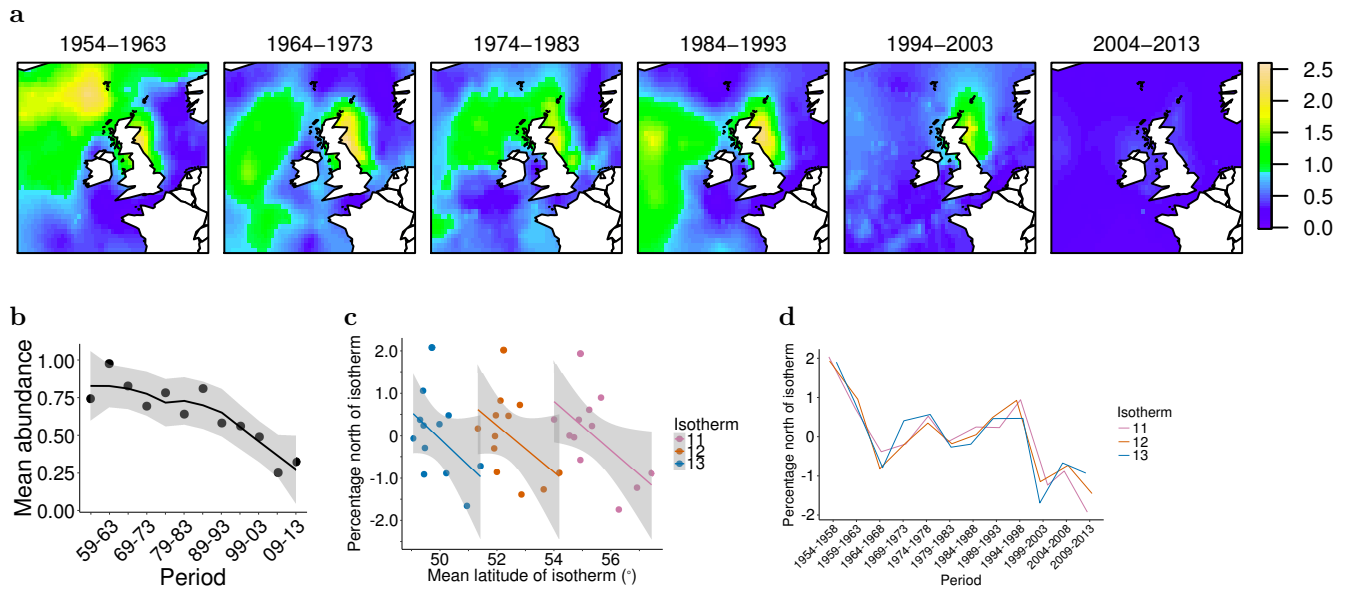 a
1954–1963 1964–1973 1974–1983 1984–1993 1994–2003 2004–2013
2.5
2.0
1.5
1.0
0.5
0.0
b
Mean abundance
1.00
0.75
0.50
0.25
0.00
59-63 69-73 79-83 89-93 99-03 09-13
Period
c
Percentage north of isotherm
2.0
1.0
0
-1.0
-2.0
50 52 54 56
Mean latitude of isotherm (°)
Isotherm
11
12
13
d
Percentage north of isotherm
2
1
0
-1
-2
1954-1958 1959-1963 1964-1968 1969-1973 1974-1978 1979-1983 1984-1988 1989-1993 1994-1998 1999-2003 2004-2008 2009-2013
Period
Isotherm
11
12
13